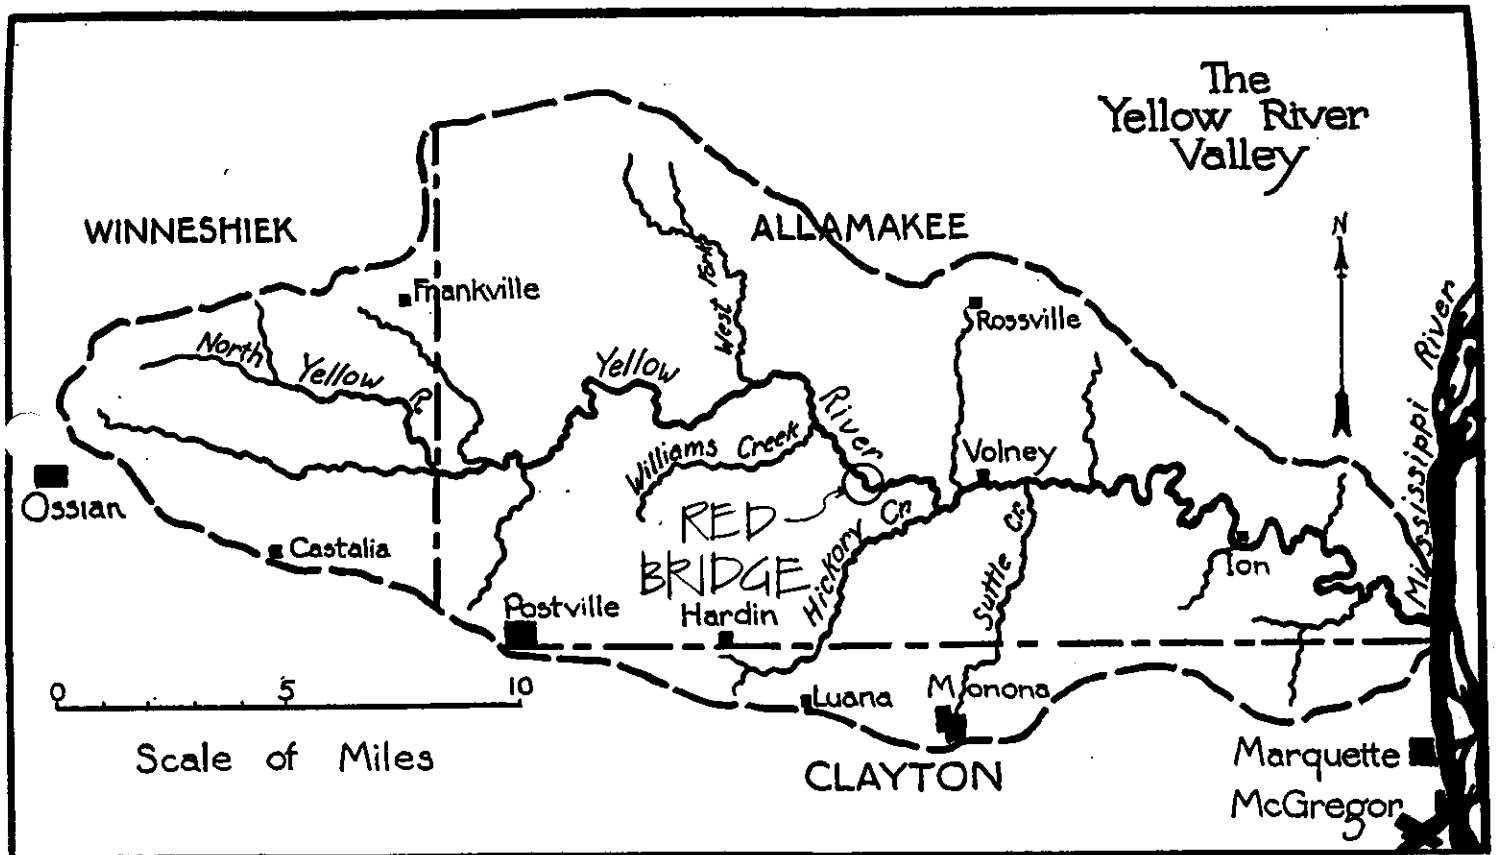 The
Yellow River
Valley
N
WINNESHIEK
ALLAMAKEE
Frankville
West Fork
Rossville
Mississippi River
North Yellow R.
Yellow River
Williams Creek
Volney
Ossian
RED
BRIDGE
Hickory Cr.
Suttle Cr.
Ion
Castalia
Postville
Hardin
0 5 10
Scale of Miles
Luana
Monona
CLAYTON
Marquette
McGregor